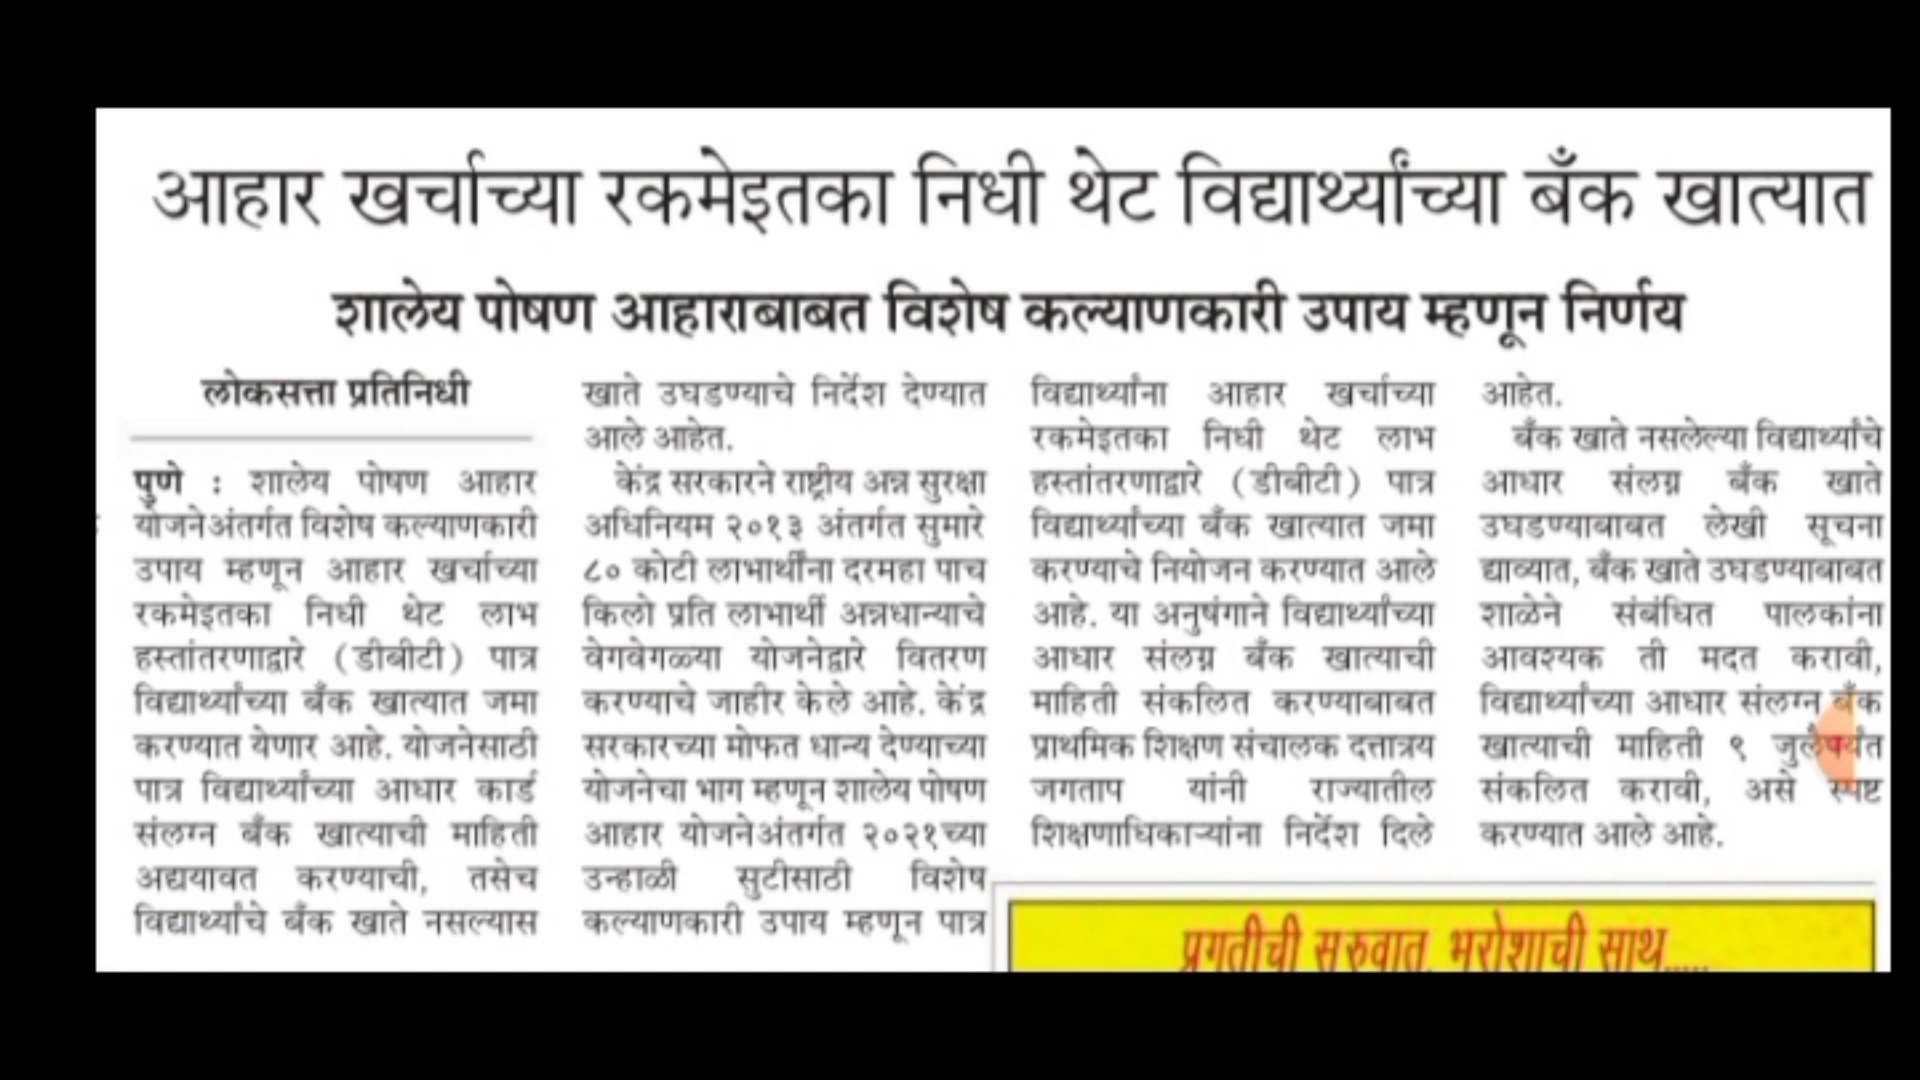 आहार खर्चाच्या रकमेइतका निधी थेट विद्यार्थ्यांच्या बँक खात्यात
शालेय पोषण आहाराबाबत विशेष कल्याणकारी उपाय म्हणून निर्णय
लोकसत्ता प्रतिनिधी
पुणे : शालेय पोषण आहार
योजनेअंतर्गत विशेष कल्याणकारी
उपाय म्हणून आहार खर्चाच्या
रकमेइतका निधी थेट लाभ
हस्तांतरणाद्वारे (डीबीटी) पात्र
विद्यार्थ्यांच्या बँक खात्यात जमा
करण्यात येणार आहे. योजनेसाठी
पात्र विद्यार्थ्यांच्या आधार कार्ड
संलग्न बँक खात्याची माहिती
अद्ययावत करण्याची, तसेच
विद्यार्थ्यांचे बँक खाते नसल्यास
खाते उघडण्याचे निर्देश देण्यात
आले आहेत.
केंद्र सरकारने राष्ट्रीय अन्न सुरक्षा
अधिनियम २०१३ अंतर्गत सुमारे
८० कोटी लाभार्थींना दरमहा पाच
किलो प्रति लाभार्थी अन्नधान्याचे
वेगवेगळ्या योजनेद्वारे वितरण
करण्याचे जाहीर केले आहे. केंद्र
सरकारच्या मोफत धान्य देण्याच्या
योजनेचा भाग म्हणून शालेय पोषण
आहार योजनेअंतर्गत २०२१च्या
उन्हाळी सुटीसाठी विशेष
कल्याणकारी उपाय म्हणून पात्र
विद्यार्थ्यांना आहार खर्चाच्या
रकमेइतका निधी थेट लाभ
हस्तांतरणाद्वारे (डीबीटी) पात्र
विद्यार्थ्यांच्या बँक खात्यात जमा
करण्याचे नियोजन करण्यात आले
आहे. या अनुषंगाने विद्यार्थ्यांच्या
आधार संलग्न बँक खात्याची
माहिती संकलित करण्याबाबत
प्राथमिक शिक्षण संचालक दत्तात्रय
जगताप यांनी राज्यातील
शिक्षणाधिकाऱ्यांना निर्देश दिले
आहेत.
बँक खाते नसलेल्या विद्यार्थ्यांचे
आधार संलग्न बँक खाते
उघडण्याबाबत लेखी सूचना
द्याव्यात, बँक खाते उघडण्याबाबत
शाळेने संबंधित पालकांना
आवश्यक ती मदत करावी,
विद्यार्थ्यांच्या आधार संलग्न बँक
खात्याची माहिती ९ जुलैपर्यंत
संकलित करावी, असे स्पष्ट
करण्यात आले आहे.
प्रगतीची सुरुवात, भरोशाची साथ.....